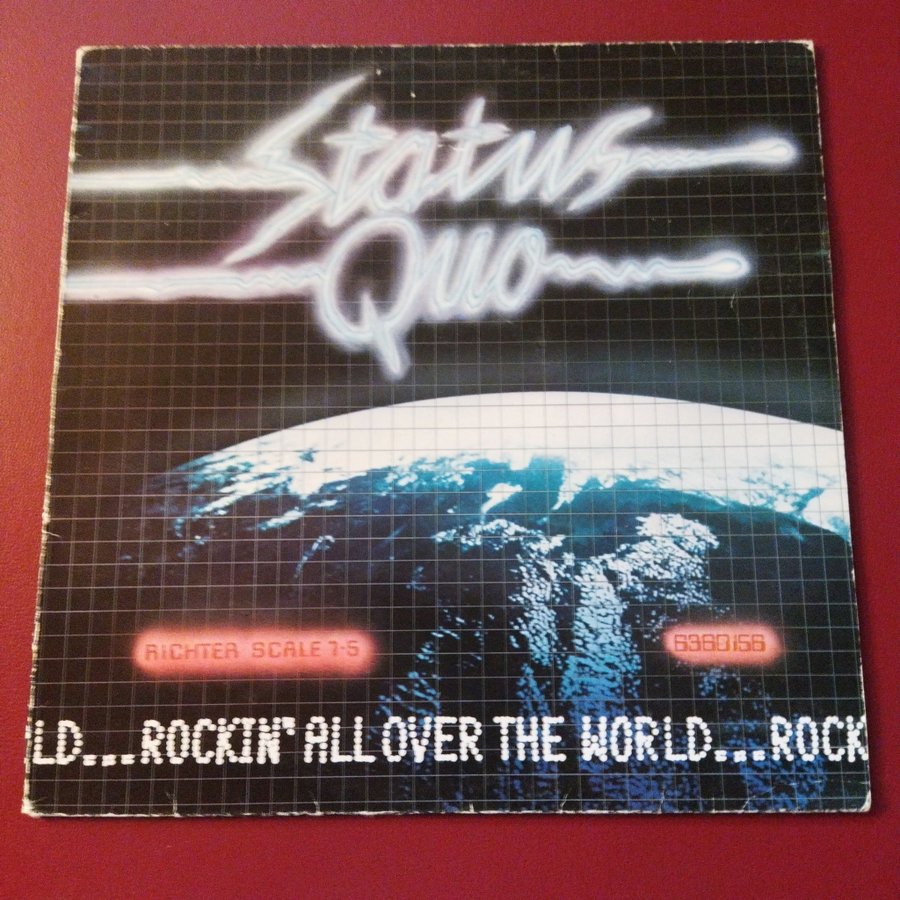 Status
Quo
RICHTER SCALE 7-5
6360156
LD...ROCKIN' ALL OVER THE WORLD...ROCK